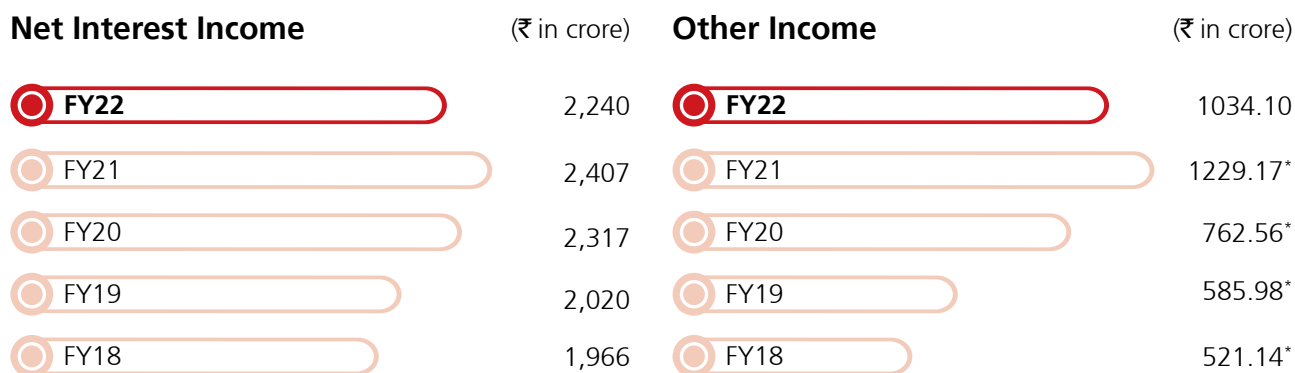 Net Interest Income (₹ in crore)
FY22 2,240
FY21 2,407
FY20 2,317
FY19 2,020
FY18 1,966
Other Income (₹ in crore)
FY22 1034.10
FY21 1229.17*
FY20 762.56*
FY19 585.98*
FY18 521.14*